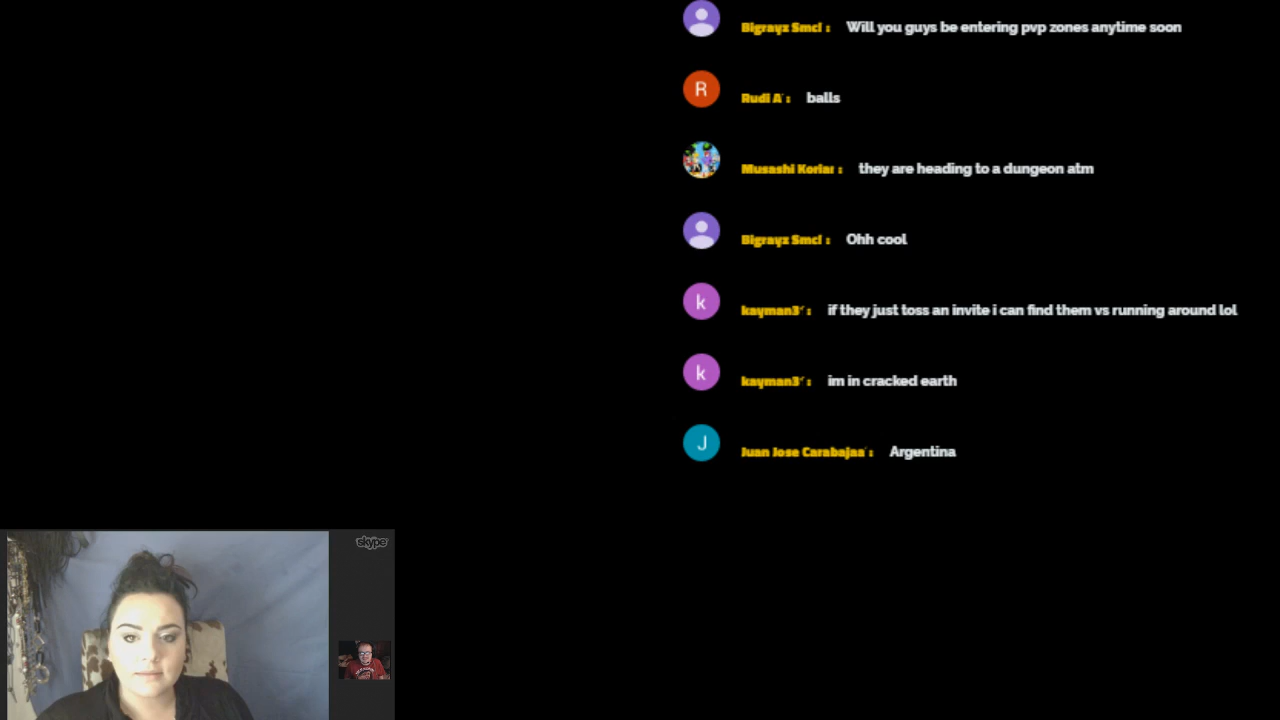 Bigrayz Smcl : Will you guys be entering pvp zones anytime soon
Rudi A : balls
Musashi Korlar : they are heading to a dungeon atm
Bigrayz Smcl : Ohh cool
kayman3 : if they just toss an invite i can find them vs running around lol
kayman3 : im in cracked earth
Juan Jose Carabajaa : Argentina
skype